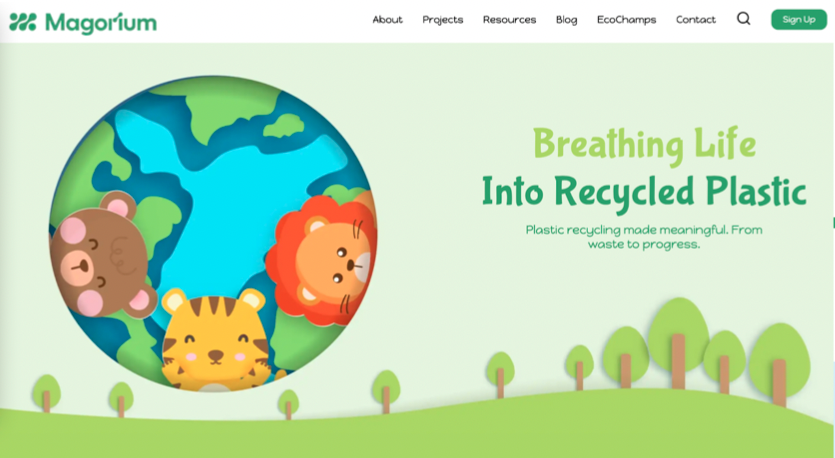 Magorium
About
Projects
Resources
Blog
EcoChamps
Contact
Sign Up
Breathing Life
Into Recycled Plastic
Plastic recycling made meaningful. From
waste to progress.